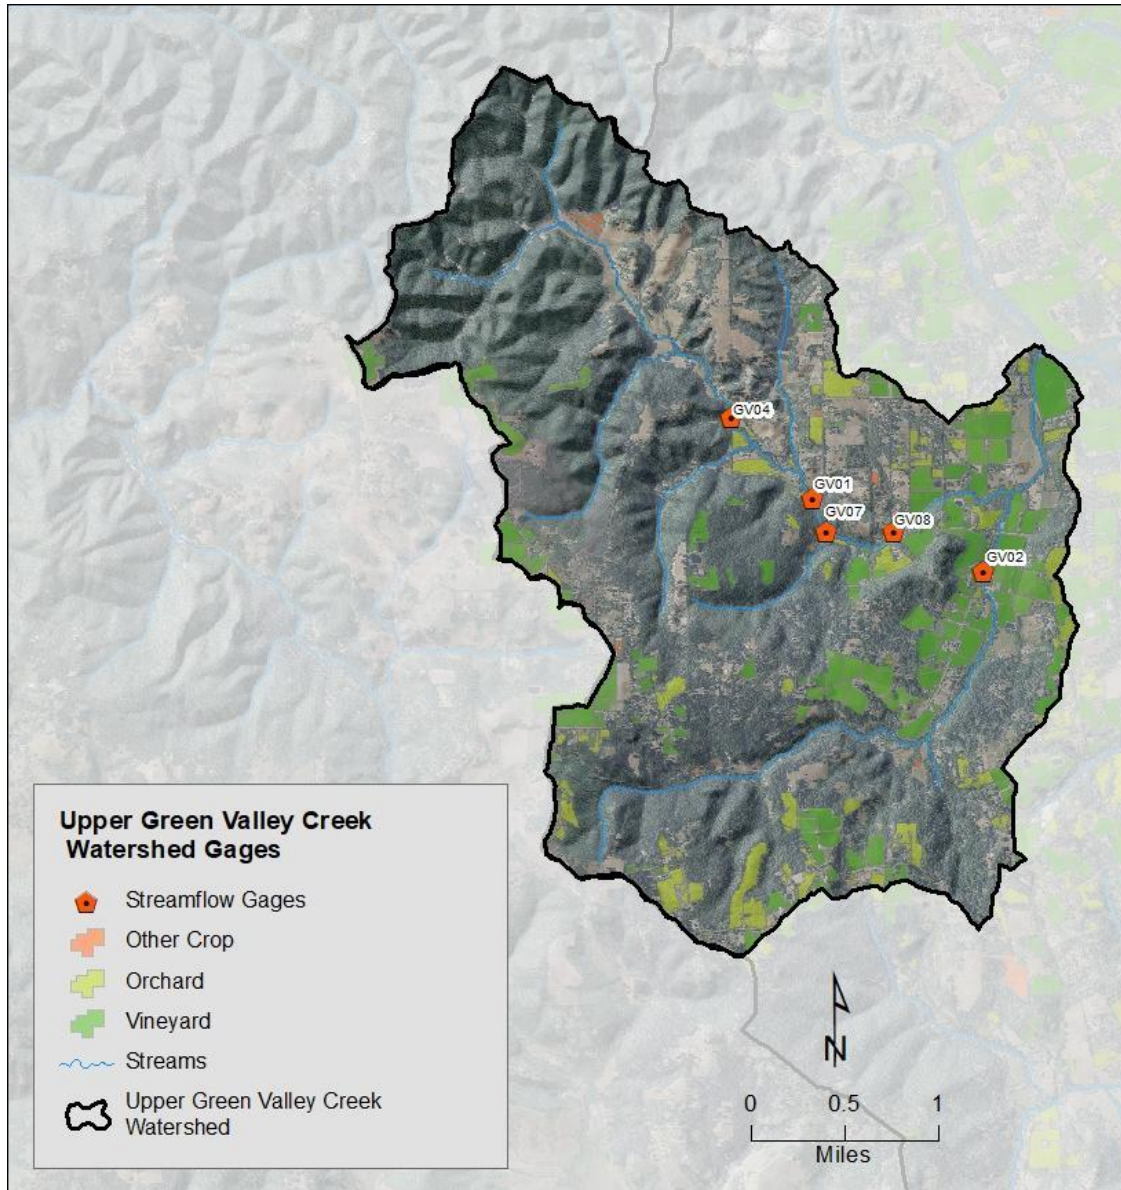 GV04
GV01
GV07
GV08
GV02
Upper Green Valley Creek
Watershed Gages
Streamflow Gages
Other Crop
Orchard
Vineyard
Streams
Upper Green Valley Creek
Watershed
N
0 0.5 1
Miles